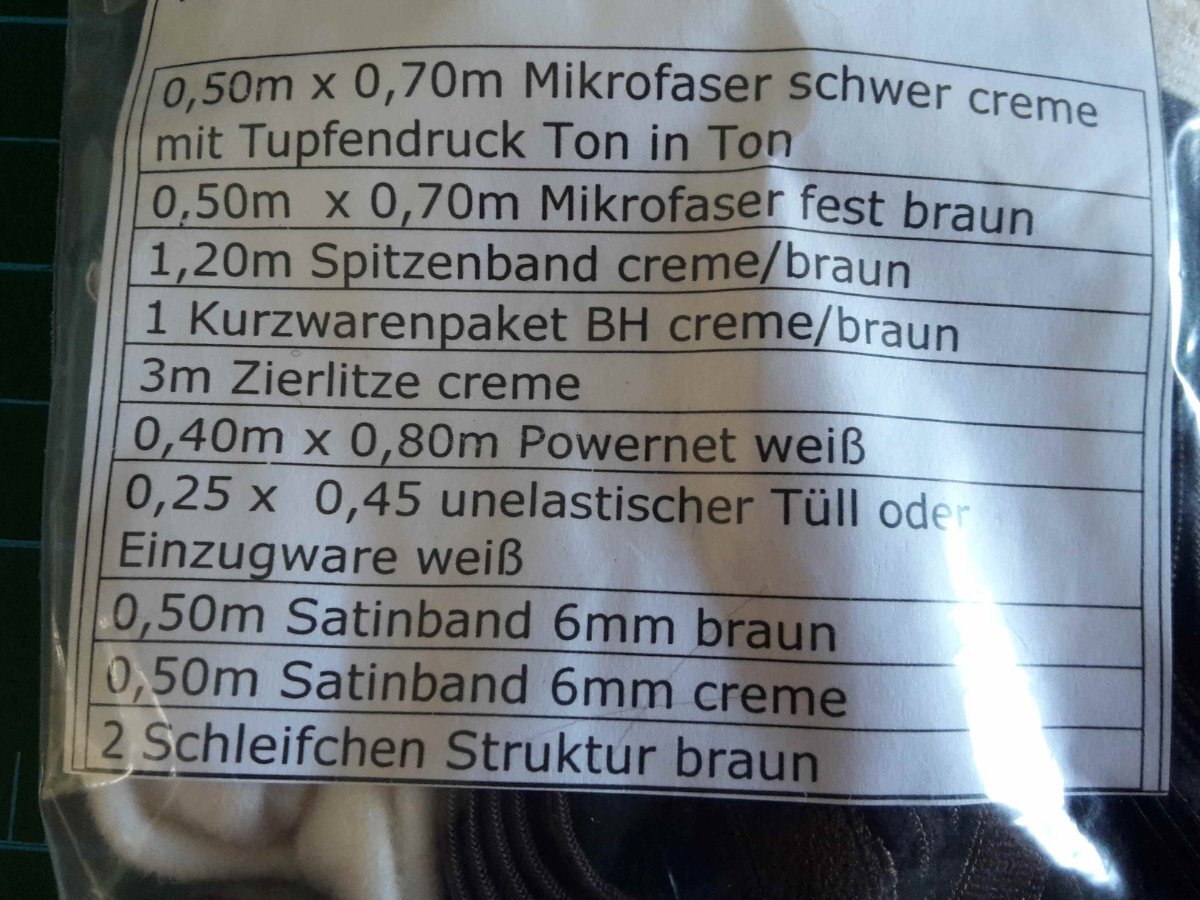 0,50m x 0,70m Mikrofaser schwer creme
mit Tupfendruck Ton in Ton
0,50m x 0,70m Mikrofaser fest braun
1,20m Spitzenband creme/braun
1 Kurzwarenpaket BH creme/braun
3m Zierlitze creme
0,40m x 0,80m Powernet weiß
0,25 x 0,45 unelastischer Tüll oder
Einzugware weiß
0,50m Satinband 6mm braun
0,50m Satinband 6mm creme
2 Schleifchen Struktur braun